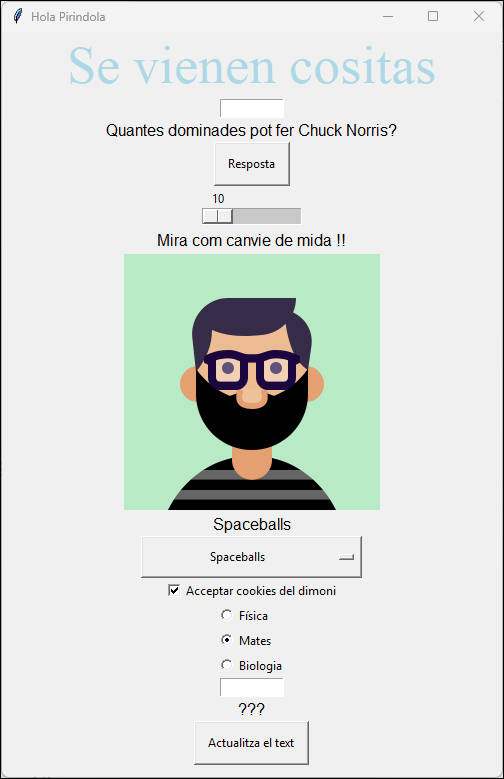 Hola Pirindola
Se vienen cositas
Quantes dominades pot fer Chuck Norris?
Resposta
10
Mira com canvie de mida !!
Spaceballs
Spaceballs
Acceptar cookies del dimoni
Física
Mates
Biologia
???
Actualitza el text